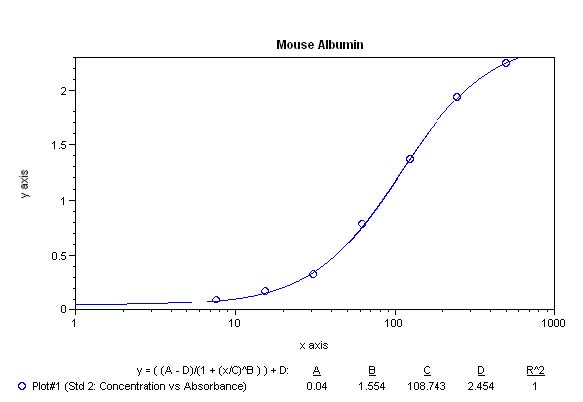 Mouse Albumin
2
1.5
1
0.5
0
y axis
1
10
100
1000
x axis
y = ( (A - D)/(1 + (x/C)^B ) ) + D: A B C D R^2
Plot#1 (Std 2: Concentration vs Absorbance) 0.04 1.554 108.743 2.454 1